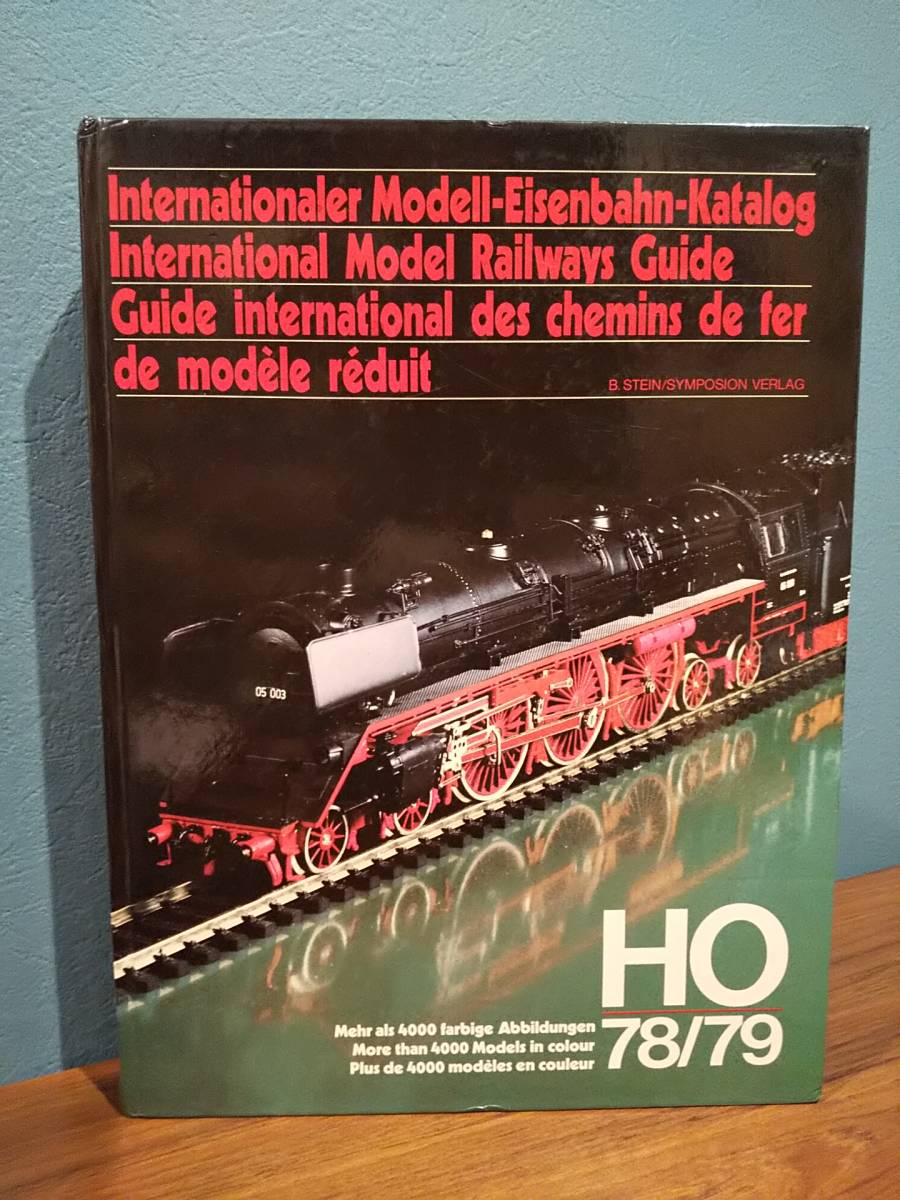 Internationaler Modell-Eisenbahn-Katalog
International Model Railways Guide
Guide international des chemins de fer
de modèle réduit
B. STEIN/SYMPOSION VERLAG
05 003
HO
78/79
Mehr als 4000 farbige Abbildungen
More than 4000 Models in colour
Plus de 4000 modèles en couleur